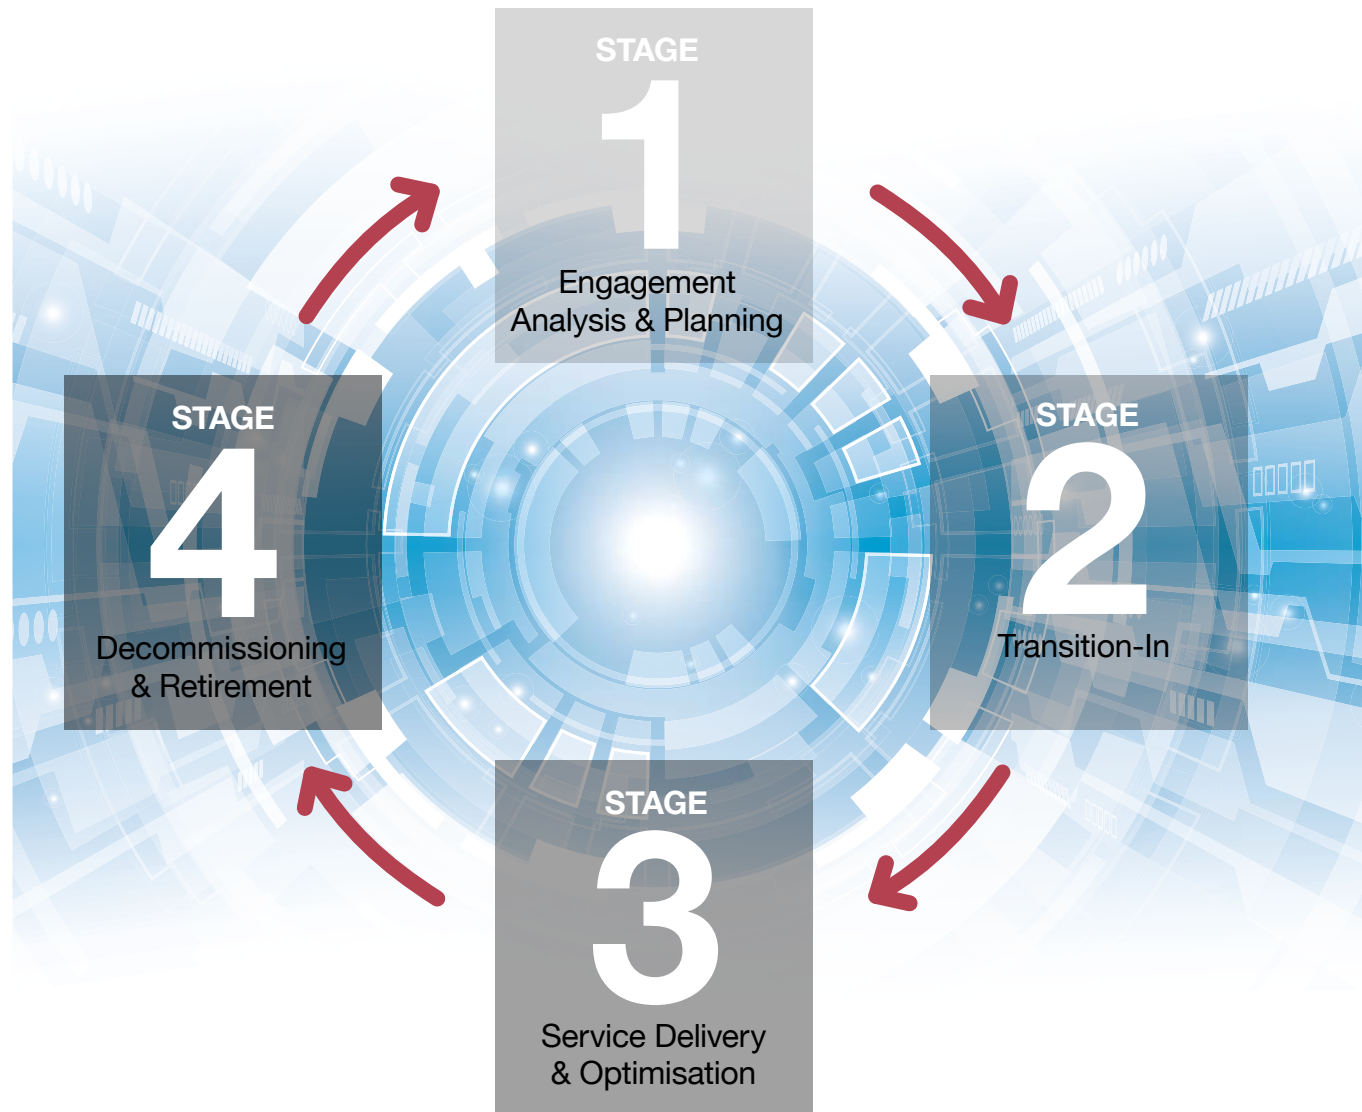 STAGE
1
Engagement
Analysis & Planning
STAGE
2
Transition-In
STAGE
3
Service Delivery
& Optimisation
STAGE
4
Decommissioning
& Retirement